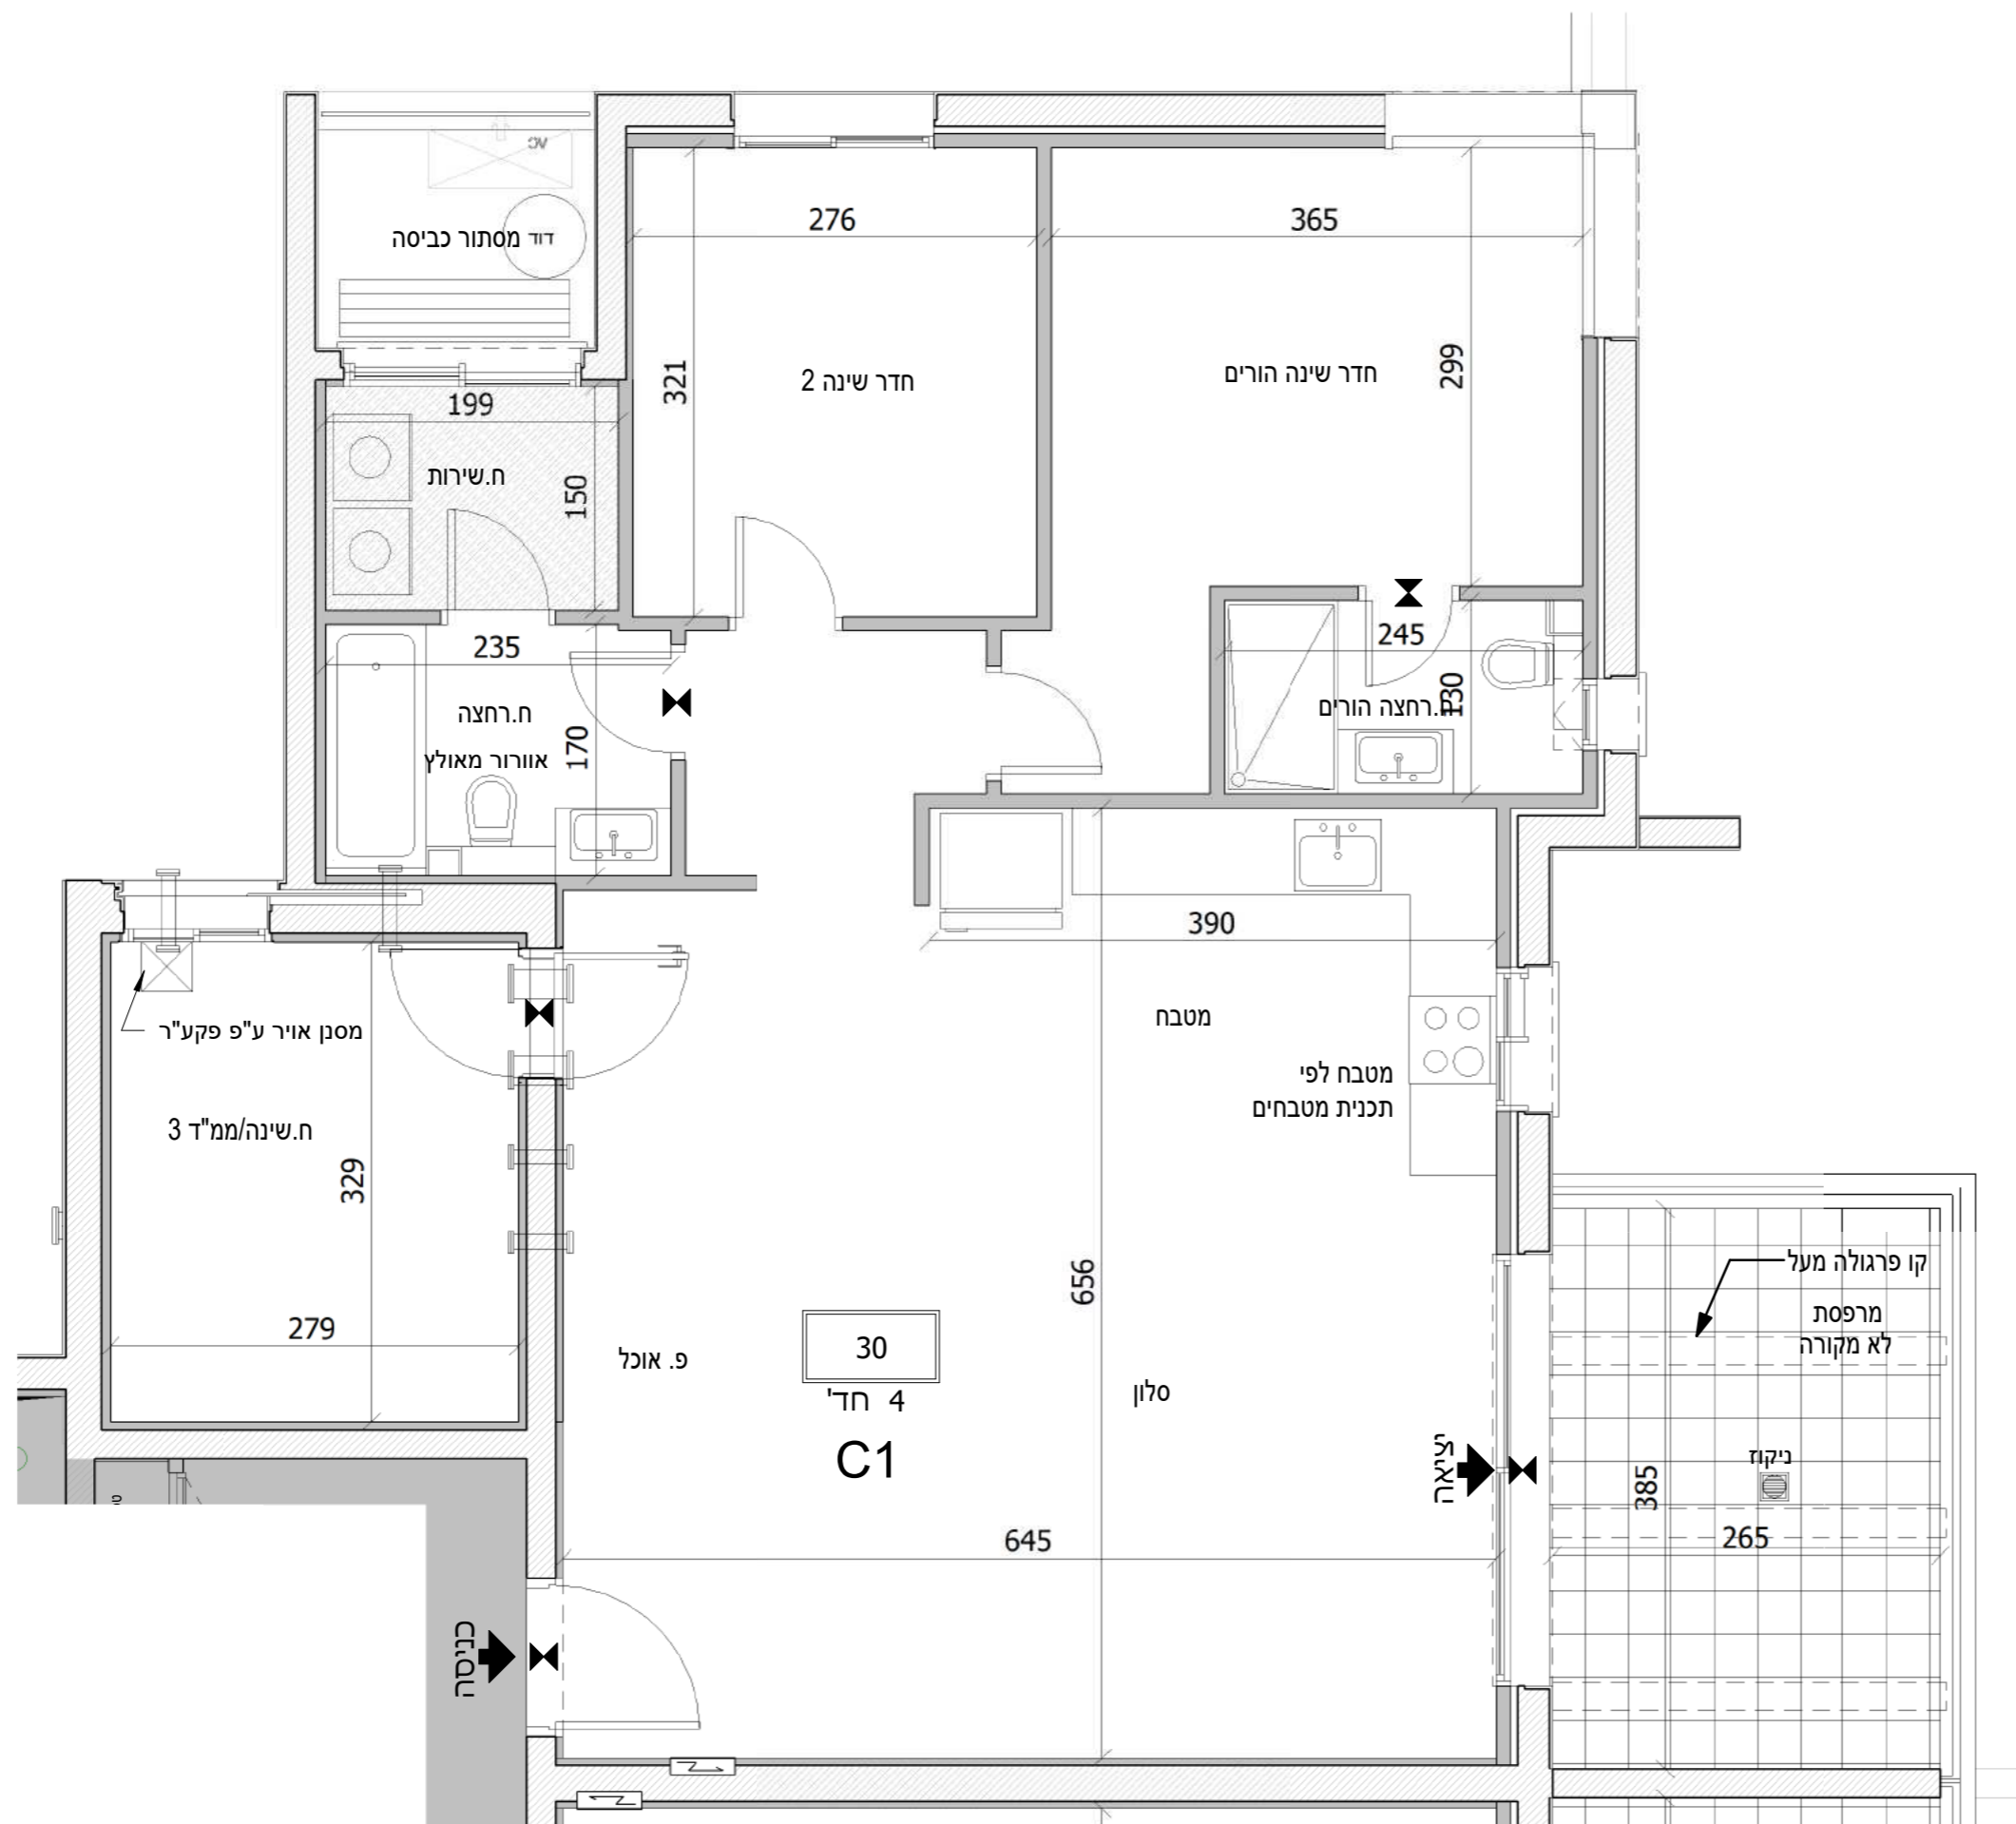 מסתור כביסה
דוד
276
365
321
חדר שינה 2
299
חדר שינה הורים
199
ח.שירות
150
235
ח.רחצה
אוורור מאולץ
170
245
130
רחצה הורים
390
מטבח
מטבח לפי
תכנית מטבחים
מסנן אויר ע"פ פקע"ר
ח.שינה/ממ"ד 3
329
279
656
פ. אוכל
30
4 חד'
C1
סלון
645
יציאה
כניסה
קו פרגולה מעל
מרפסת
לא מקורה
ניקוז
385
265